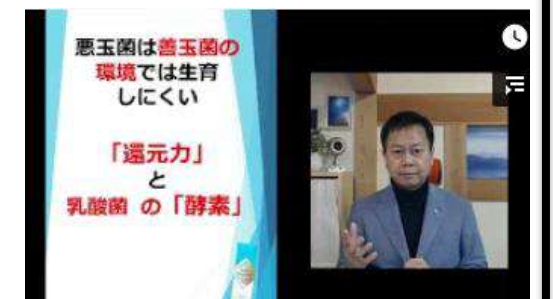 悪玉菌は善玉菌の
環境では生育
しにくい
「還元力」
と
乳酸菌 の「酵素」